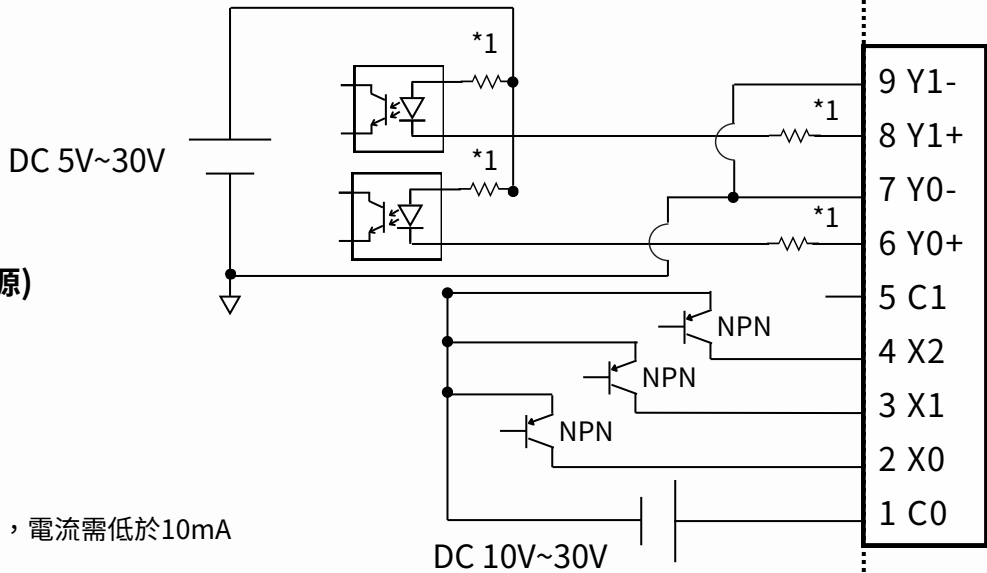 *1
9 Y1-
*1
8 Y1+
DC 5V~30V
*1
7 Y0-
*1
6 Y0+
源)
5 C1
NPN
4 X2
NPN
3 X1
NPN
2 X0
1 C0
，電流需低於10mA
DC 10V~30V